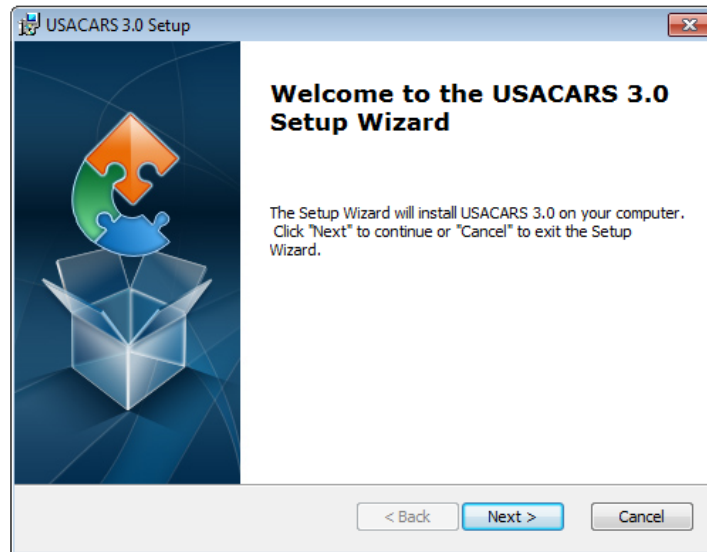 USACARS 3.0 Setup
Welcome to the USACARS 3.0
Setup Wizard
The Setup Wizard will install USACARS 3.0 on your computer.
Click "Next" to continue or "Cancel" to exit the Setup
Wizard.
< Back Next > Cancel